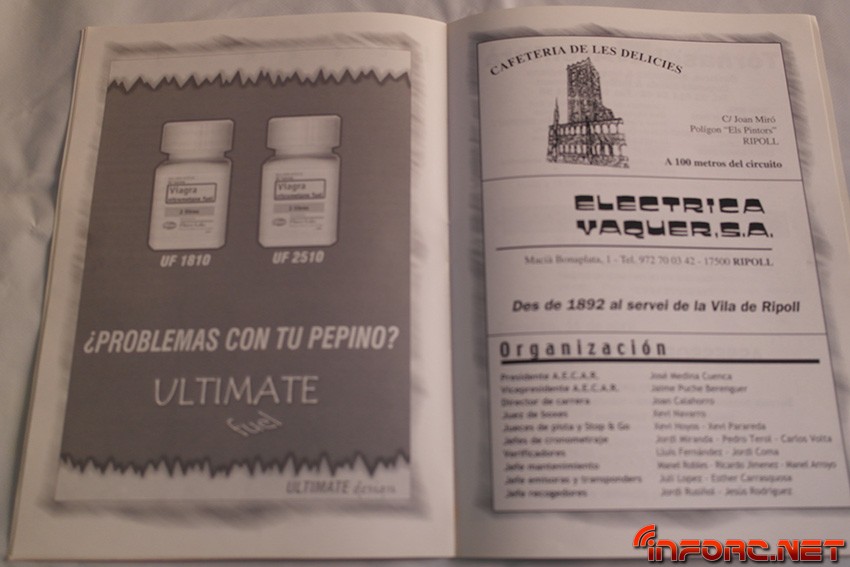 Viagra
UF 1810
Viagra
UF 2510
¿PROBLEMAS CON TU PEPINO?
ULTIMATE
fuel
ULTIMATE designs
CAFETERIA DE LES DELICIES
C/ Joan Miró
Polígon "Els Pintors"
RIPOLL
A 100 metros del circuito
ELECTRICA
VAQUER, S.A.
Macià Bonaplata, 1 - Tel. 972 70 03 42 - 17500 RIPOLL
Des de 1892 al servei de la Vila de Ripoll
Organización
Presidente A.E.C.A.R. José Medina Cuenca
Vicepresidente A.E.C.A.R. Jaime Puche Berenguer
Director de carrera Joan Calahorro
Juez de boxes Xevi Navarro
Jueces de pista y Stop & Go Xevi Hoyos - Xevi Parareda
Jefes de cronometraje Jordi Miranda - Pedro Terol - Carlos Volta
Verificadores Lluís Fernández - Jordi Coma
Jefe mantenimiento Manel Robles - Ricardo Jimenez - Manel Arroyo
Jefe emisoras y transponders Juli Lopez - Esther Carrasquosa
Jefe recogedores Jordi Rusiñol - Jesús Rodriguez
INFORC.NET